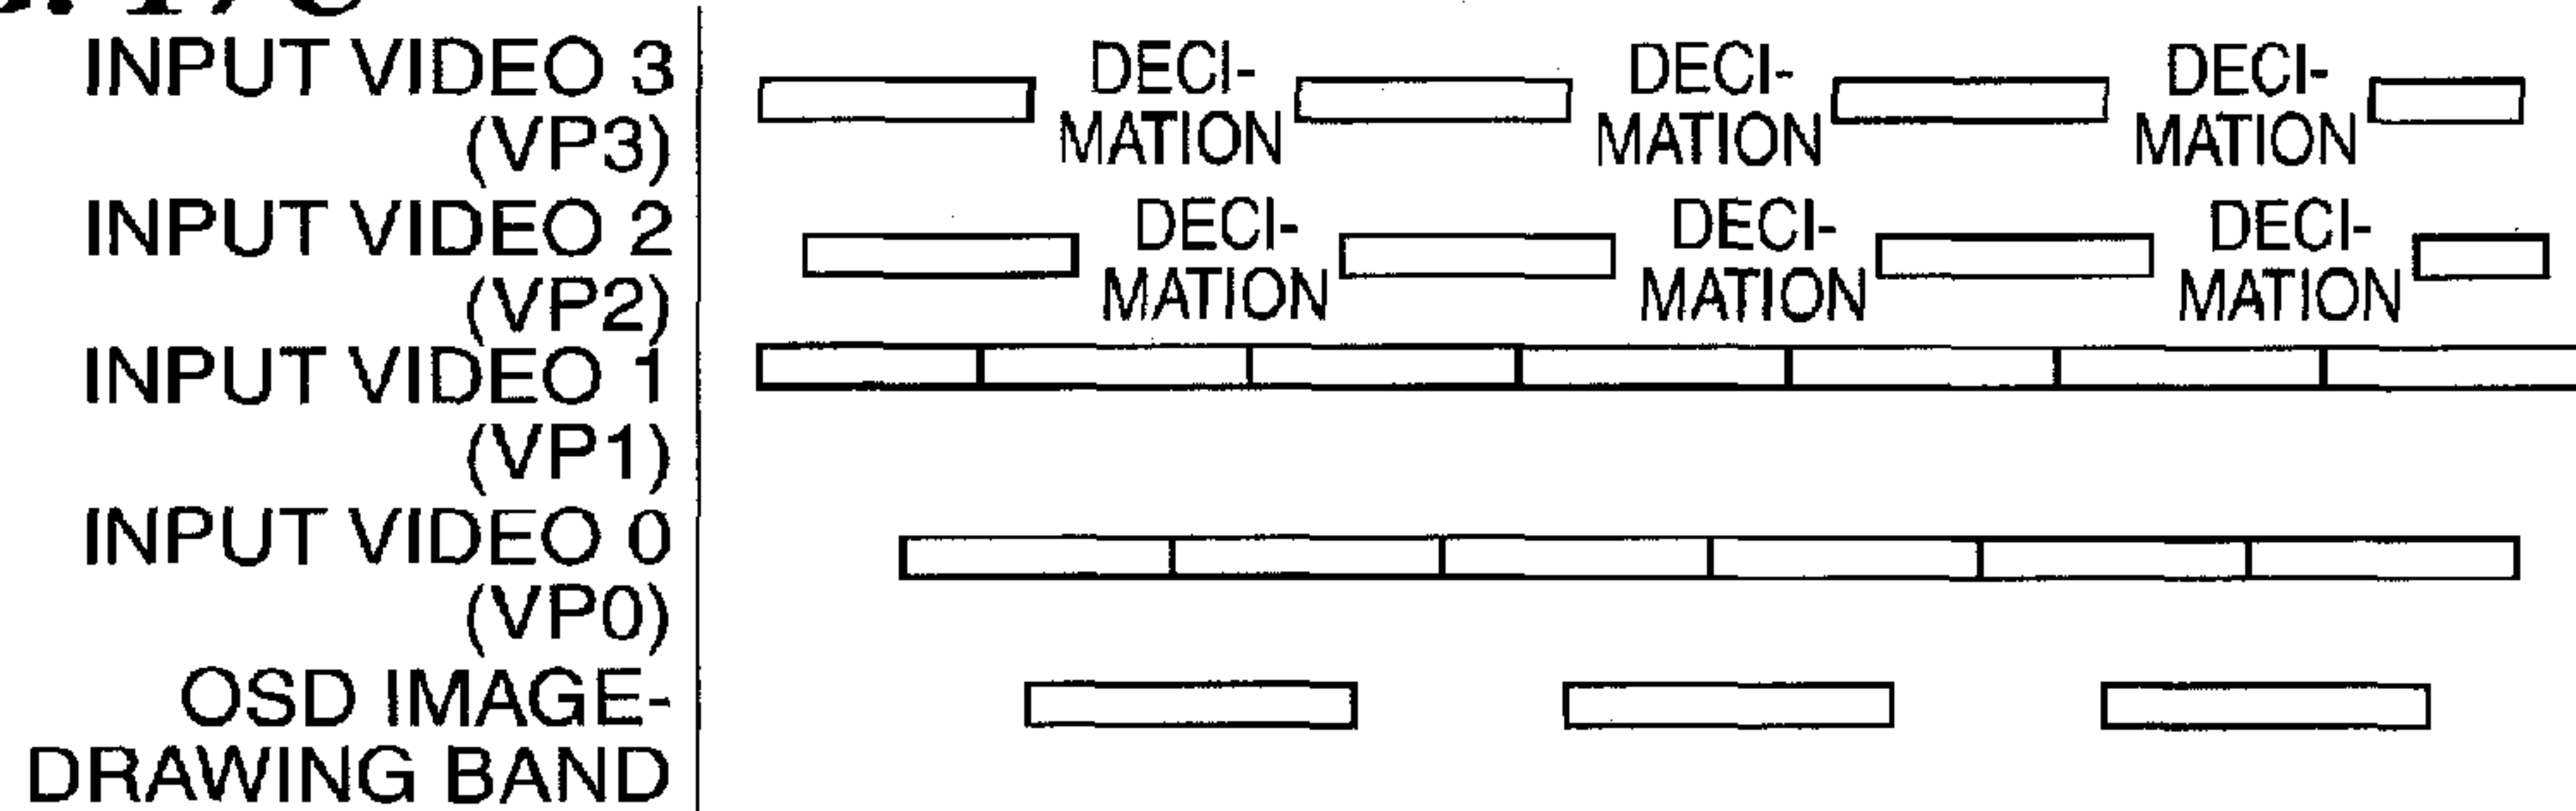 INPUT VIDEO 3
(VP3)
DECI-
MATION
DECI-
MATION
DECI-
MATION
INPUT VIDEO 2
(VP2)
DECI-
MATION
DECI-
MATION
DECI-
MATION
INPUT VIDEO 1
(VP1)
INPUT VIDEO 0
(VP0)
OSD IMAGE-
DRAWING BAND